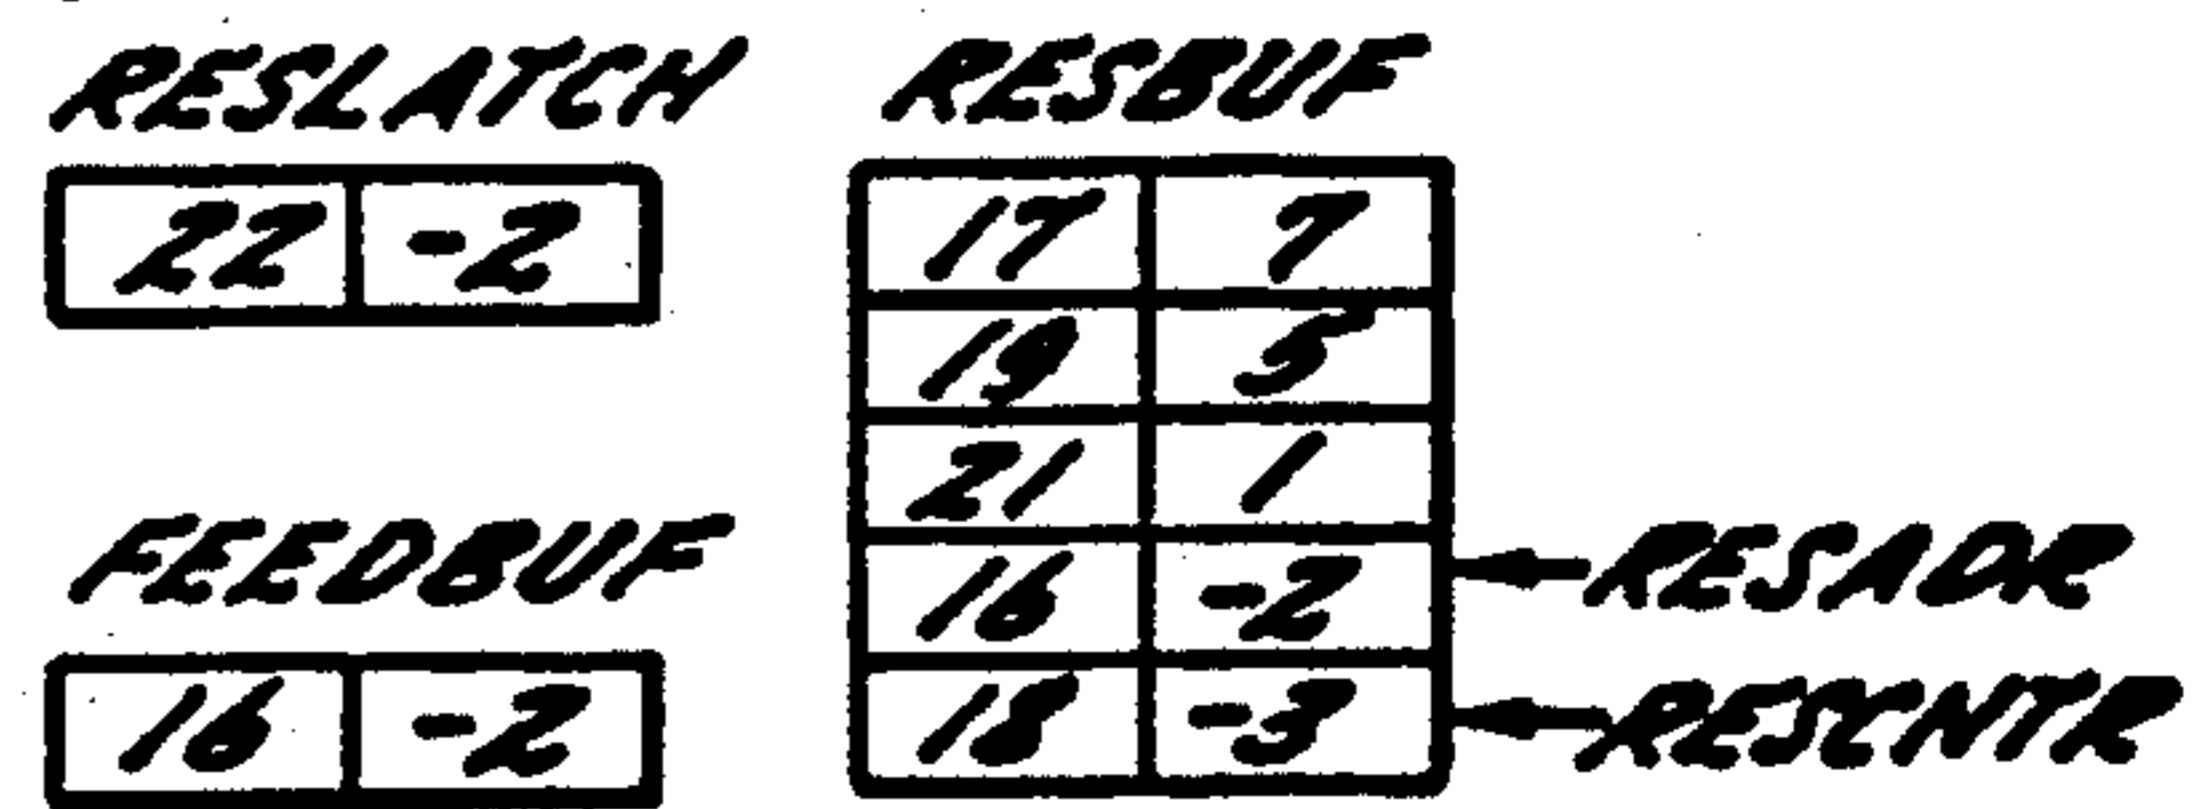 RESLATCH RESBUF
22 -2
17 7
19 5
21 1
FEEDBUF
16 -2 RESADR
16 -2
18 -3 RESCNTR